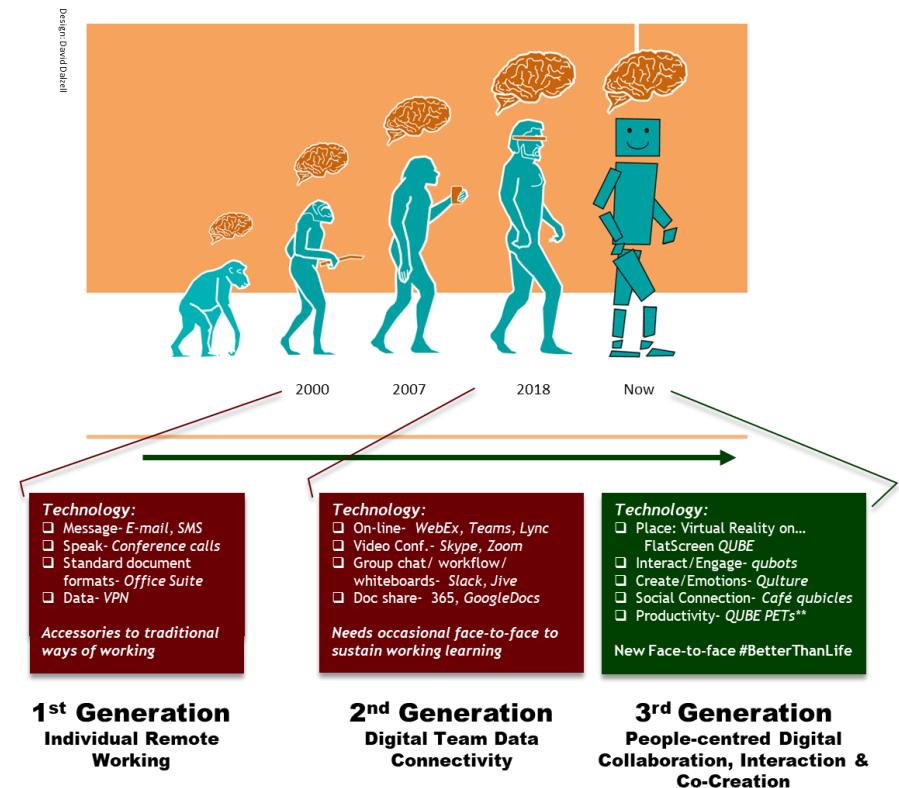 Design: David Dalzell
2000
2007
2018
Now
Technology:
Message- E-mail, SMS
Speak- Conference calls
Standard document
formats- Office Suite
Data- VPN
Accessories to traditional
ways of working
1st Generation
Individual Remote
Working
Technology:
On-line- WebEx, Teams, Lync
Video Conf.- Skype, Zoom
Group chat/ workflow/
whiteboards- Slack, Jive
Doc share- 365, GoogleDocs
Needs occasional face-to-face to
sustain working learning
2nd Generation
Digital Team Data
Connectivity
Technology:
Place: Virtual Reality on...
FlatScreen QUBE
Interact/Engage- qubots
Create/Emotions- Qulture
Social Connection- Café qubicles
Productivity- QUBE PETs**
New Face-to-face #BetterThanLife
3rd Generation
People-centred Digital
Collaboration, Interaction &
Co-Creation